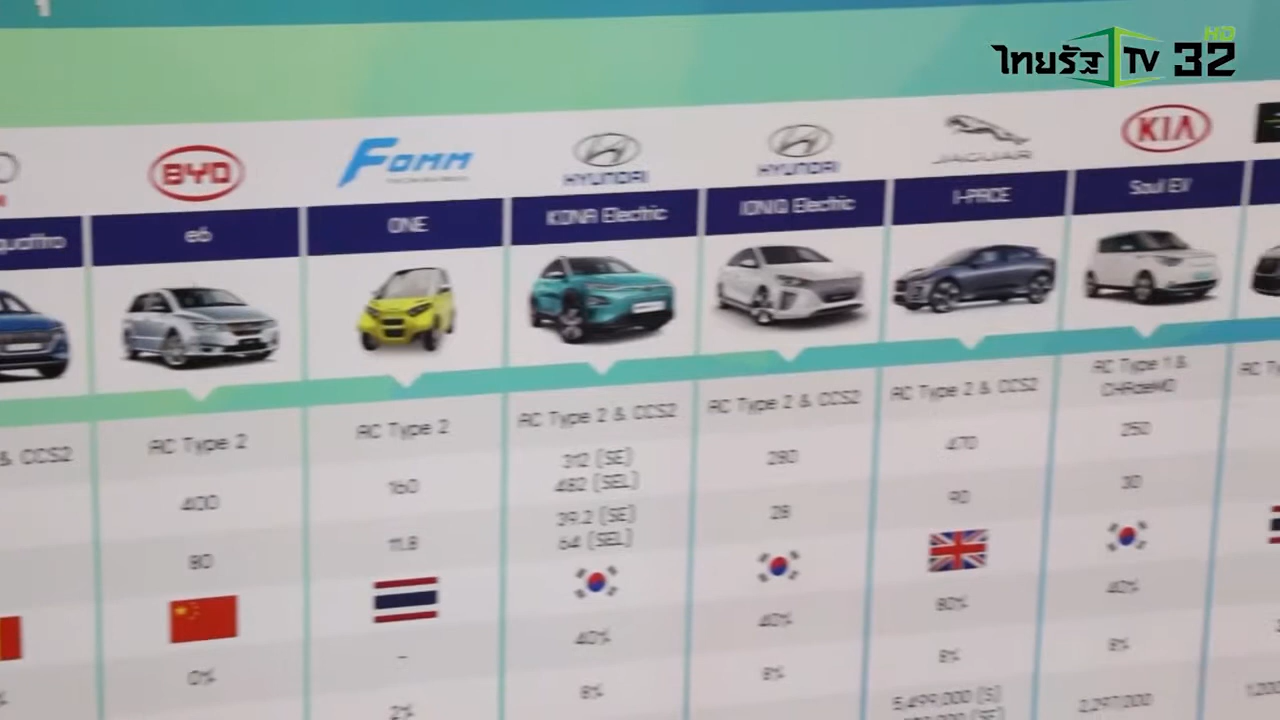 ไทยรัฐ TV 32 HD
BYD FOMM HYUNDAI HYUNDAI JAGUAR KIA
quattro e6 ONE KONA Electric IONIQ Electric I-PACE Soul EV
& CCS2 AC Type 2 AC Type 2 AC Type 2 & CCS2 AC Type 2 & CCS2 AC Type 2 & CCS2 AC Type 1 &
CHAdeMO
400 160 312 (SE) 280 470 250
482 (SEL)
80 11.8 39.2 (SE) 28 90 30
64 (SEL)
- 40% 40% 80% 40%
0% 2% 8% 8% 8% 8%
5,499,000 (S) 2,297,000